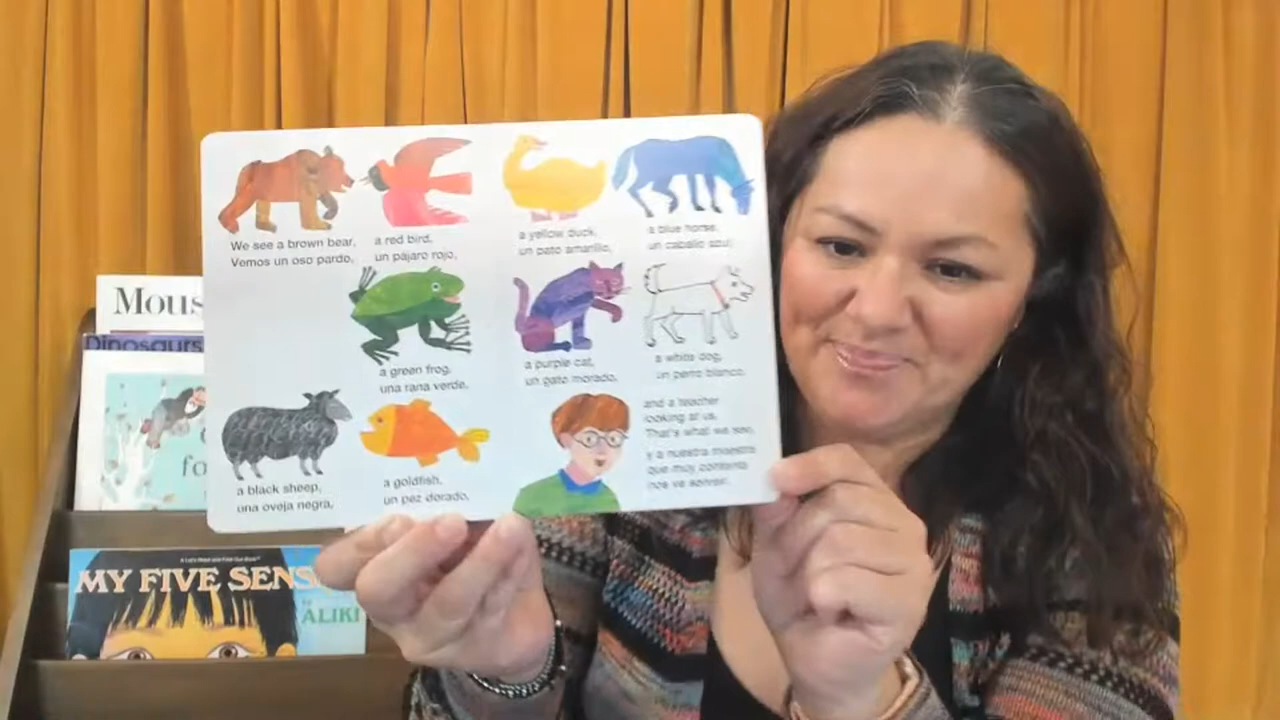 We see a brown bear,
Vemos un oso pardo,
a red bird,
un pájaro rojo,
a yellow duck,
un pato amarillo,
a blue horse,
un caballo azul,
a green frog,
una rana verde,
a purple cat,
un gato morado,
a white dog,
un perro blanco,
a black sheep,
una oveja negra,
a goldfish,
un pez dorado,
and a teacher
looking at us.
That's what we see.
y a nuestra maestra
que muy contenta
nos ve sonreír.
Mous
Dinosaurs
fo
MY FIVE SENS
by
ALIKI